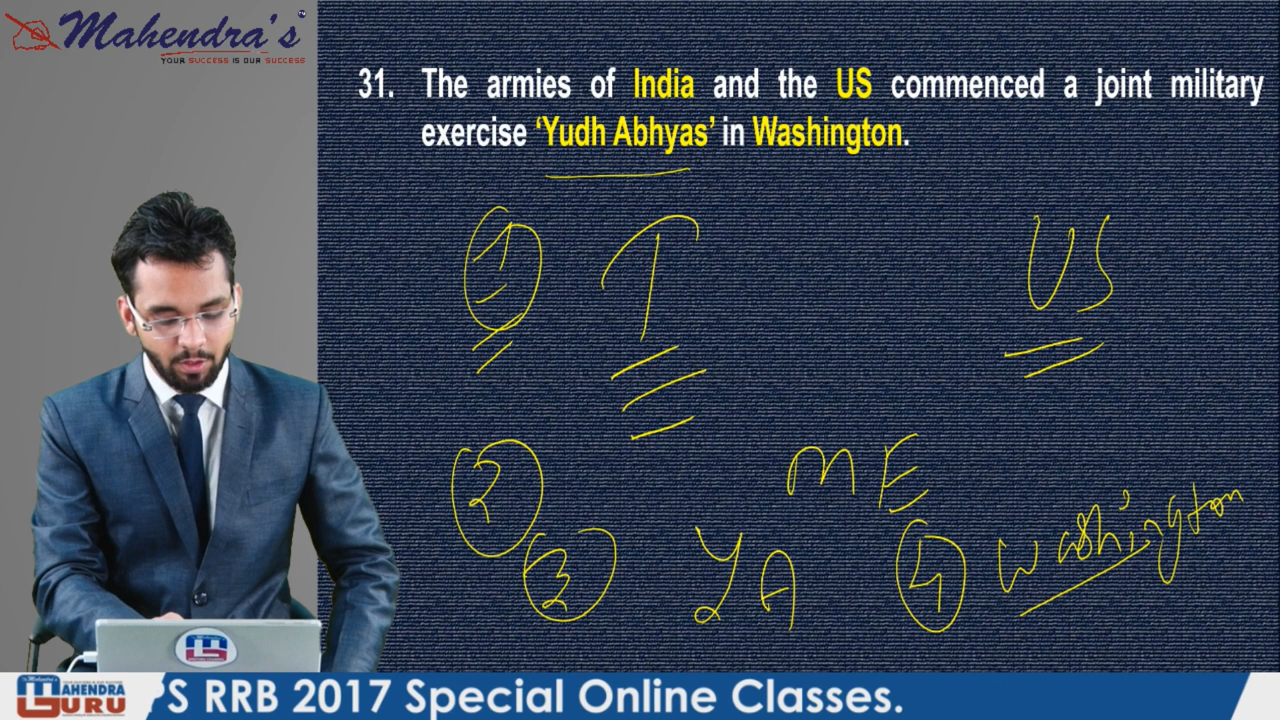 Mahendra's
YOUR SUCCESS IS OUR SUCCESS
31. The armies of India and the US commenced a joint military
exercise ‘Yudh Abhyas’ in Washington.
1 I US
2 ME
3 YA 4 Washington
MAHENDRA
GURU
PS RRB 2017 Special Online Classes.